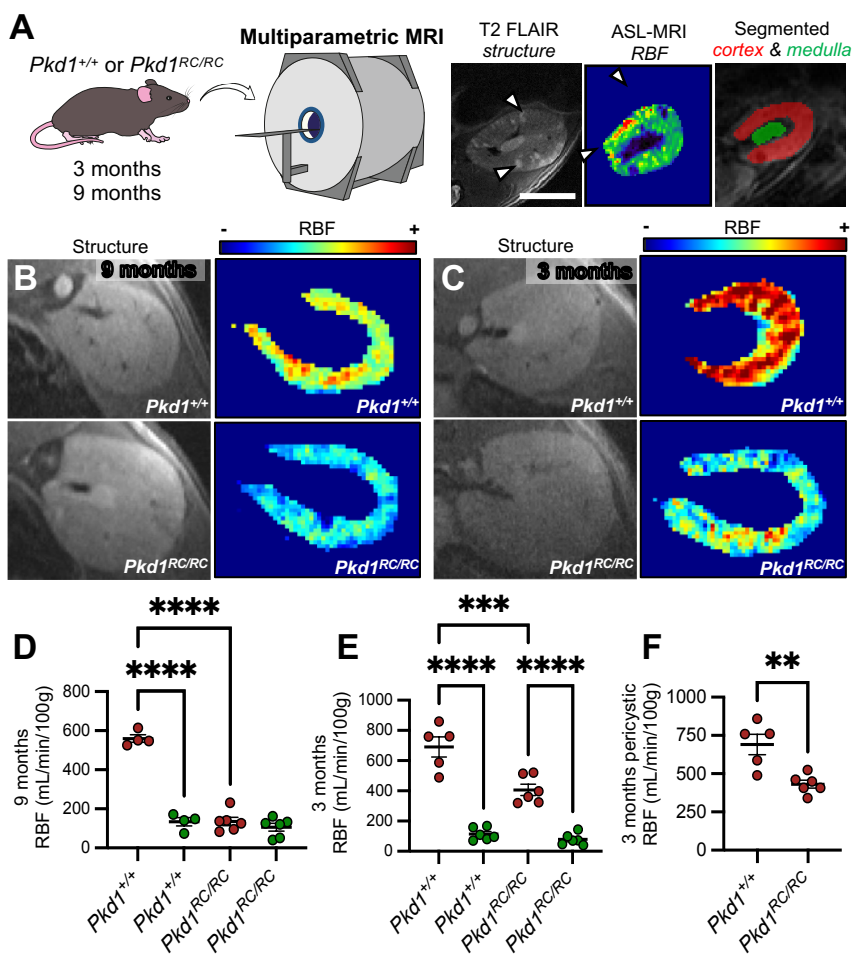 A
Pkd1+/+ or Pkd1RC/RC
3 months
9 months
Multiparametric MRI
T2 FLAIR
structure
ASL-MRI
RBF
Segmented
cortex & medulla
- RBF +
Structure
B
9 months
Pkd1+/+
Pkd1+/+
Pkd1RC/RC
Pkd1RC/RC
- RBF +
Structure
C
3 months
Pkd1+/+
Pkd1+/+
Pkd1RC/RC
Pkd1RC/RC
D
****
****
9 months
RBF (mL/min/100g)
800
600
400
200
0
Pkd1+/+
Pkd1+/+
Pkd1RC/RC
Pkd1RC/RC
E
***
****
****
3 months
RBF (mL/min/100g)
1000
800
600
400
200
0
Pkd1+/+
Pkd1+/+
Pkd1RC/RC
Pkd1RC/RC
F
**
3 months pericystic
RBF (mL/min/100g)
1000
750
500
250
0
Pkd1+/+
Pkd1RC/RC